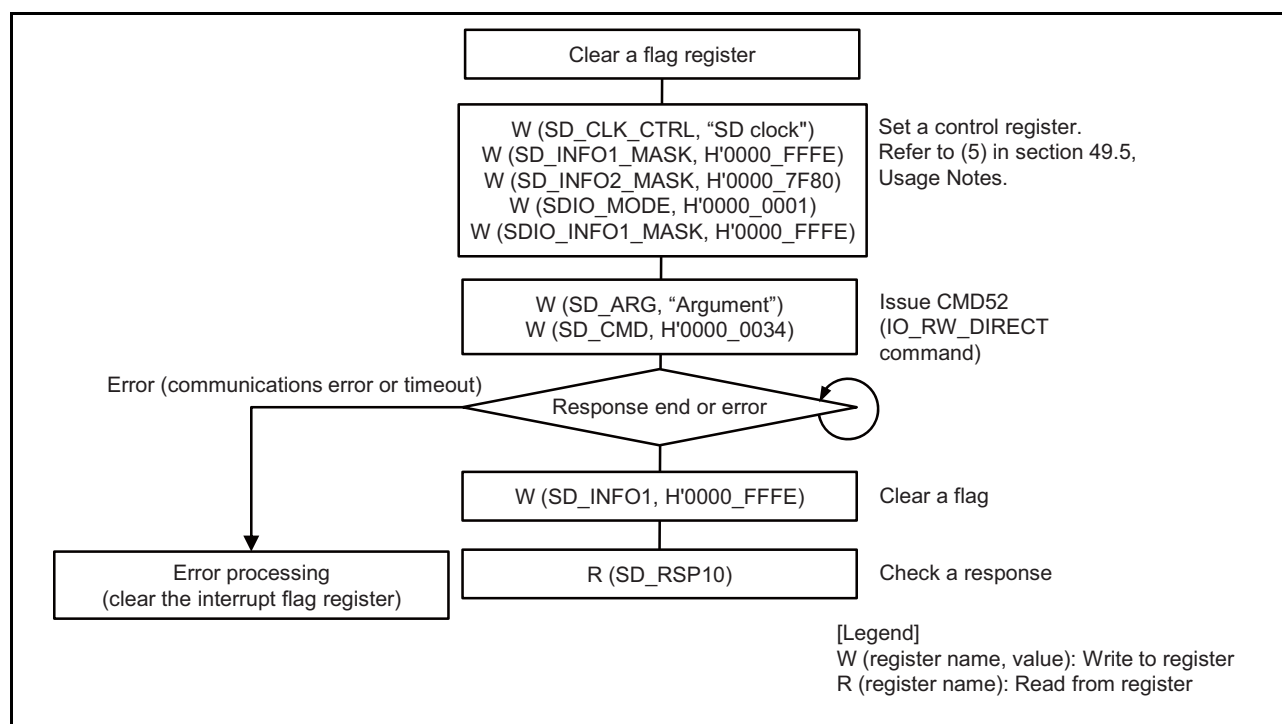 Clear a flag register
W (SD_CLK_CTRL, “SD clock")
W (SD_INFO1_MASK, H'0000_FFFE)
W (SD_INFO2_MASK, H'0000_7F80)
W (SDIO_MODE, H'0000_0001)
W (SDIO_INFO1_MASK, H'0000_FFFE)
Set a control register.
Refer to (5) in section 49.5,
Usage Notes.
W (SD_ARG, “Argument”)
W (SD_CMD, H'0000_0034)
Issue CMD52
(IO_RW_DIRECT
command)
Error (communications error or timeout)
Response end or error
W (SD_INFO1, H'0000_FFFE)
Clear a flag
Error processing
(clear the interrupt flag register)
R (SD_RSP10)
Check a response
[Legend]
W (register name, value): Write to register
R (register name): Read from register